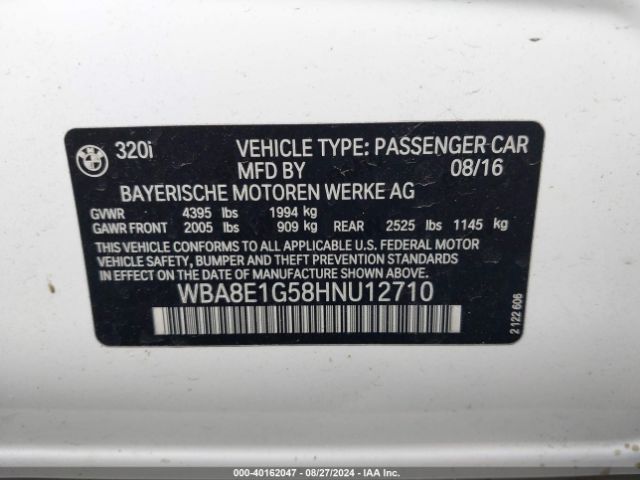 BMW 320i VEHICLE TYPE: PASSENGER CAR
MFD BY 08/16
BAYERISCHE MOTOREN WERKE AG
GVWR 4395 lbs 1994 kg
GAWR FRONT 2005 lbs 909 kg REAR 2525 lbs 1145 kg
THIS VEHICLE CONFORMS TO ALL APPLICABLE U.S. FEDERAL MOTOR
VEHICLE SAFETY, BUMPER AND THEFT PREVENTION STANDARDS
IN EFFECT ON THE DATE OF MANUFACTURE SHOWN ABOVE.
WBA8E1G58HNU12710
2 122 606
000-40162047 - 08/27/2024 - IAA Inc.